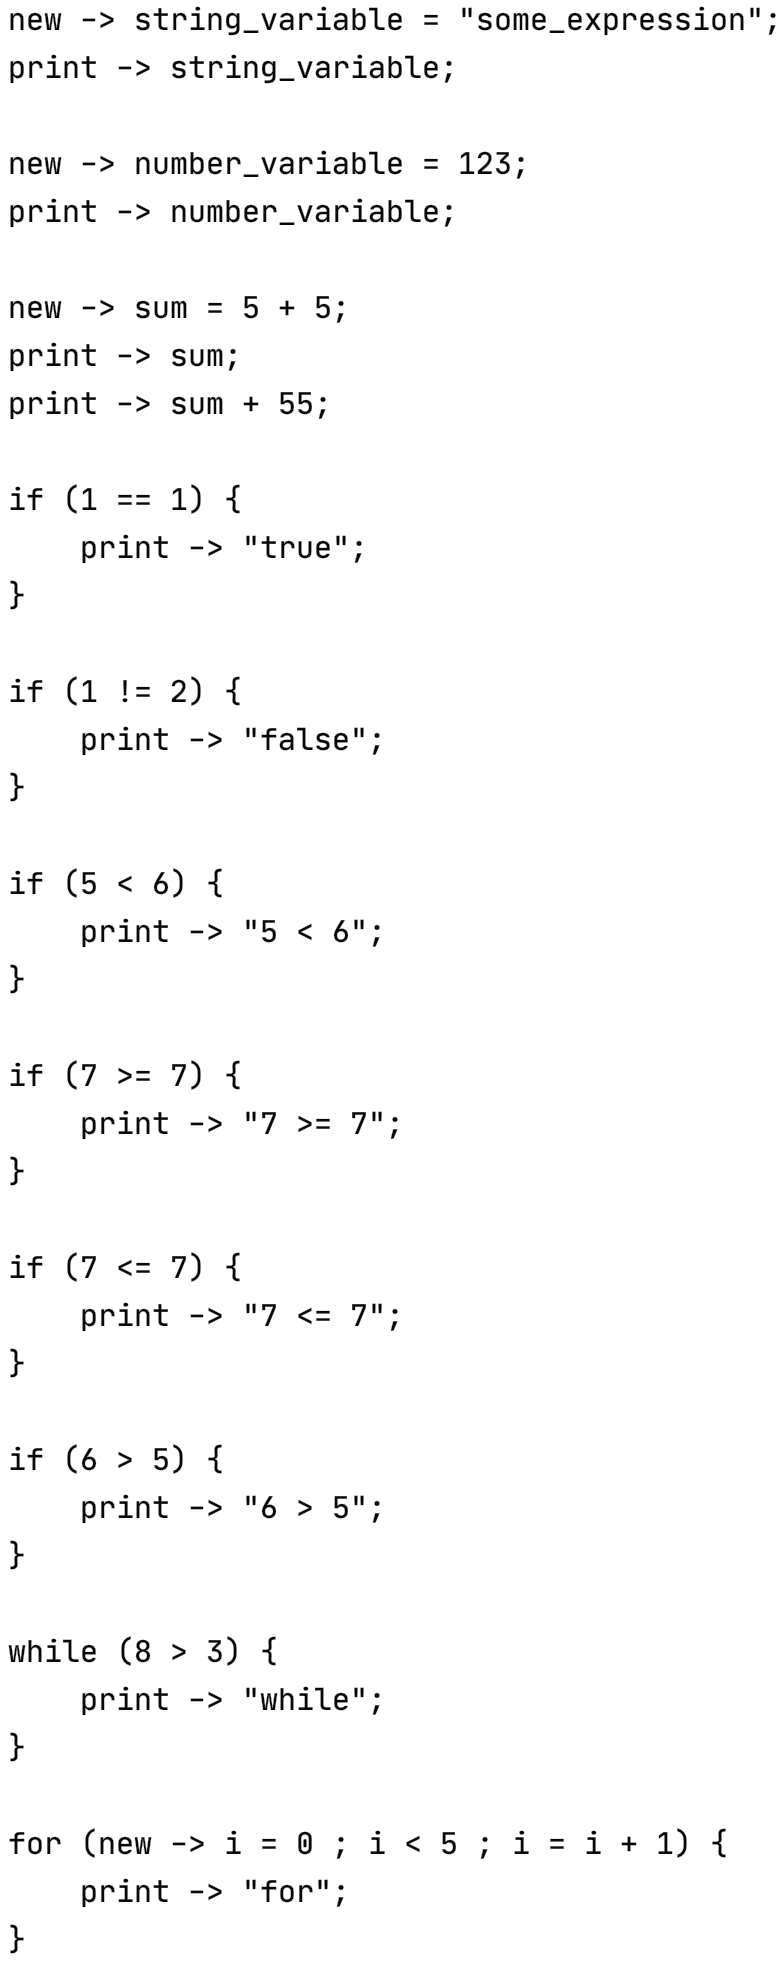 new -> string_variable = "some_expression";
print -> string_variable;

new -> number_variable = 123;
print -> number_variable;

new -> sum = 5 + 5;
print -> sum;
print -> sum + 55;

if (1 == 1) {
    print -> "true";
}

if (1 != 2) {
    print -> "false";
}

if (5 < 6) {
    print -> "5 < 6";
}

if (7 >= 7) {
    print -> "7 >= 7";
}

if (7 <= 7) {
    print -> "7 <= 7";
}

if (6 > 5) {
    print -> "6 > 5";
}

while (8 > 3) {
    print -> "while";
}

for (new -> i = 0 ; i < 5 ; i = i + 1) {
    print -> "for";
}